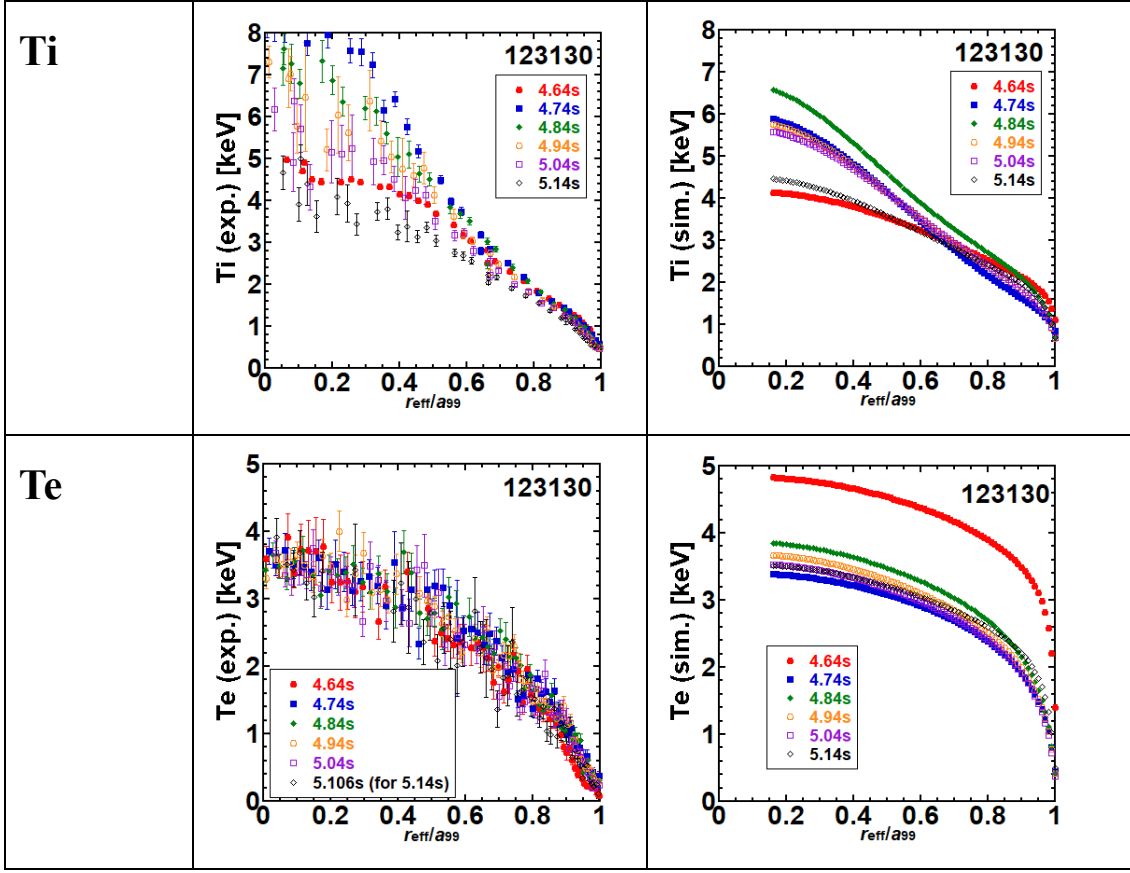 Ti
Ti (exp.) [keV]
8
7
6
5
4
3
2
1
0
123130
4.64s
4.74s
4.84s
4.94s
5.04s
5.14s
0 0.2 0.4 0.6 0.8 1
reff/a99
Ti (sim.) [keV]
8
7
6
5
4
3
2
1
0
123130
4.64s
4.74s
4.84s
4.94s
5.04s
5.14s
0.2 0.4 0.6 0.8 1
reff/a99
Te
Te (exp.) [keV]
5
4
3
2
1
0
123130
4.64s
4.74s
4.84s
4.94s
5.04s
5.106s (for 5.14s)
0 0.2 0.4 0.6 0.8 1
reff/a99
Te (sim.) [keV]
5
4
3
2
1
0
123130
4.64s
4.74s
4.84s
4.94s
5.04s
5.14s
0.2 0.4 0.6 0.8 1
reff/a99